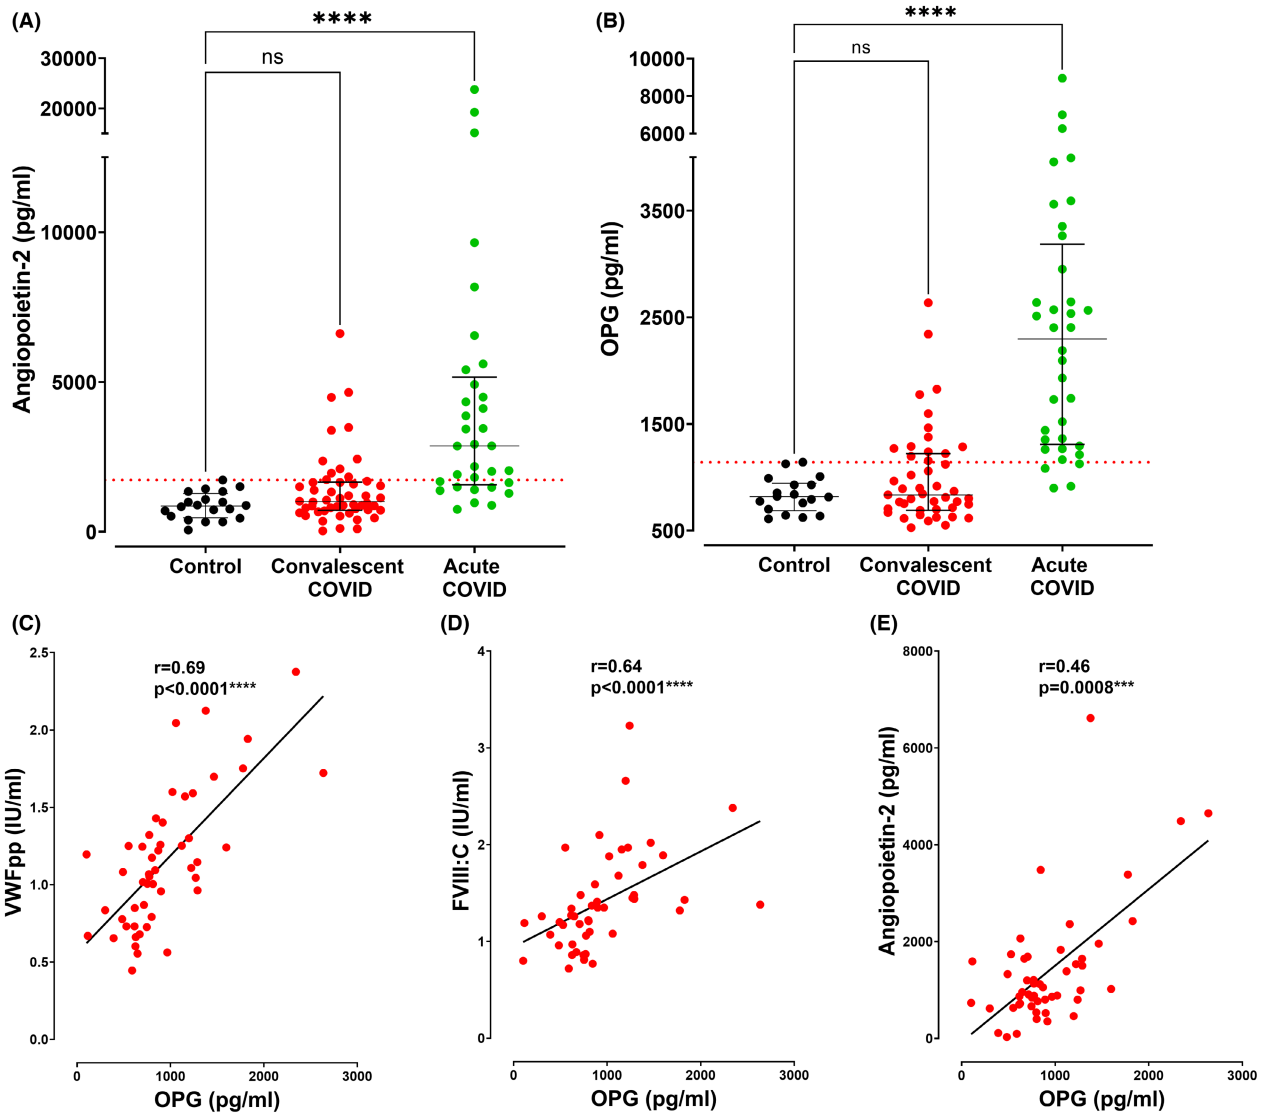 (A)
****
ns
30000
20000
10000
5000
0
Angiopoietin-2 (pg/ml)
Control
Convalescent
COVID
Acute
COVID
(B)
****
ns
10000
8000
6000
3500
2500
1500
500
OPG (pg/ml)
Control
Convalescent
COVID
Acute
COVID
(C)
r=0.69
p<0.0001****
2.5
2.0
1.5
1.0
0.5
0.0
VWFpp (IU/ml)
0
1000
2000
3000
OPG (pg/ml)
(D)
r=0.64
p<0.0001****
4
3
2
1
0
FVIII:C (IU/ml)
0
1000
2000
3000
OPG (pg/ml)
(E)
r=0.46
p=0.0008***
8000
6000
4000
2000
0
Angiopoietin-2 (pg/ml)
0
1000
2000
3000
OPG (pg/ml)